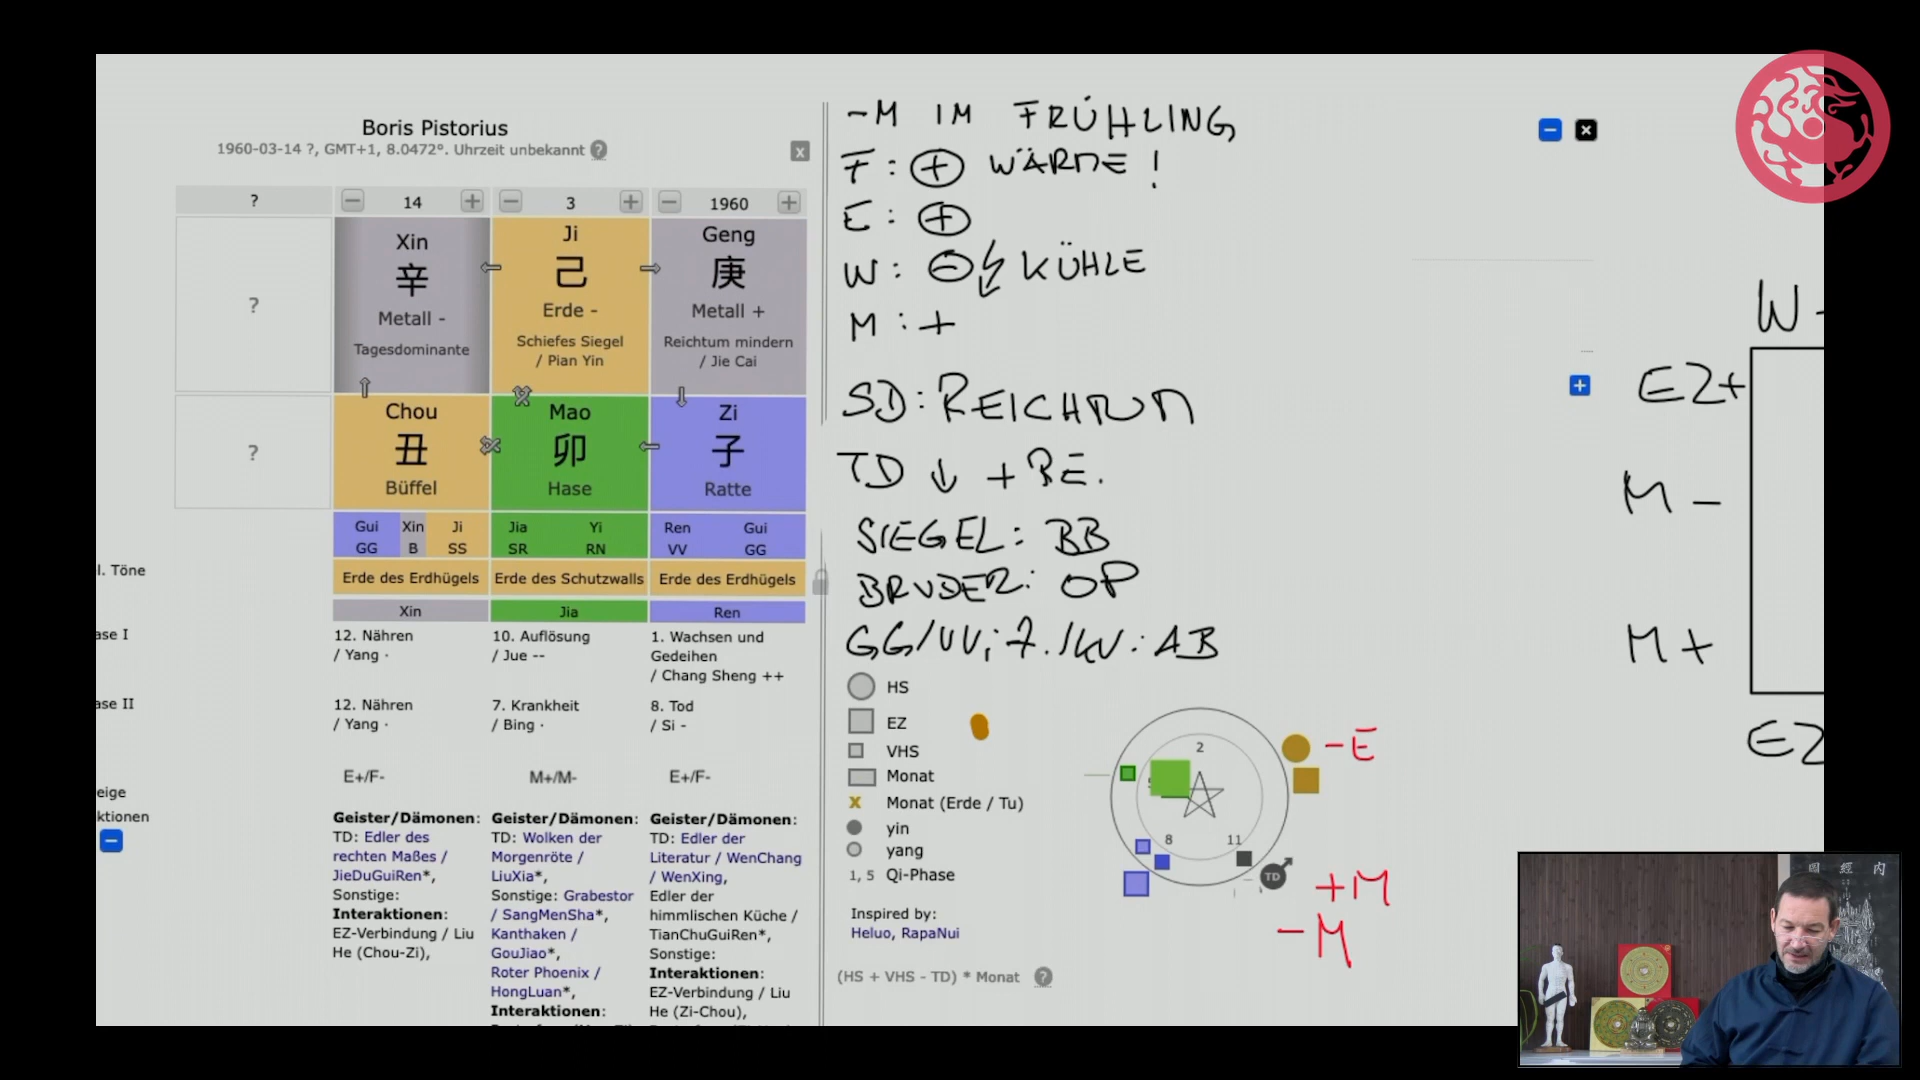 Boris Pistorius
1960-03-14 ?, GMT+1, 8.0472°. Uhrzeit unbekannt ?
x
? − 14 + − 3 + − 1960 +
? Xin Ji Geng
辛 己 庚
Metall - Erde - Metall +
Tagesdominante Schiefes Siegel / Pian Yin Reichtum mindern / Jie Cai
? Chou Mao Zi
丑 卯 子
Büffel Hase Ratte
Gui Xin Ji Jia Yi Ren Gui
GG B SS SR RN VV GG
l. Töne Erde des Erdhügels Erde des Schutzwalls Erde des Erdhügels
Xin Jia Ren
ase I 12. Nähren / Yang · 10. Auflösung / Jue -- 1. Wachsen und Gedeihen / Chang Sheng ++
ase II 12. Nähren / Yang · 7. Krankheit / Bing · 8. Tod / Si -
E+/F- M+/M- E+/F-
eige
ktionen
−
Geister/Dämonen:
TD: Edler des
rechten Maßes /
JieDuGuiRen*,
Sonstige:
Interaktionen:
EZ-Verbindung / Liu
He (Chou-Zi),
Geister/Dämonen:
TD: Wolken der
Morgenröte /
LiuXia*,
Sonstige: Grabestor
/ SangMenSha*,
Kanthaken /
GouJiao*,
Roter Phoenix /
HongLuan*,
Interaktionen:
Geister/Dämonen:
TD: Edler der
Literatur / WenChang
/ WenXing,
Edler der
himmlischen Küche /
TianChuGuiRen*,
Sonstige:
Interaktionen:
EZ-Verbindung / Liu
He (Zi-Chou),
-M IM FRÜHLING
F: + WÄRME !
E: +
W: - KÜHLE
M: +
SD: REICHTUM
TD ↓ + RE.
SIEGEL: BB
BRUDER: OP
GG/VV; 7./KV: AB
HS
EZ
VHS
Monat
x Monat (Erde / Tu)
yin
yang
1, 5 Qi-Phase
Inspired by:
Heluo, RapaNui
(HS + VHS - TD) * Monat ?
2
8 11
TD
-E
+M
-M
− x
+
W -
EZ+
M -
M +
EZ
內
經
圖